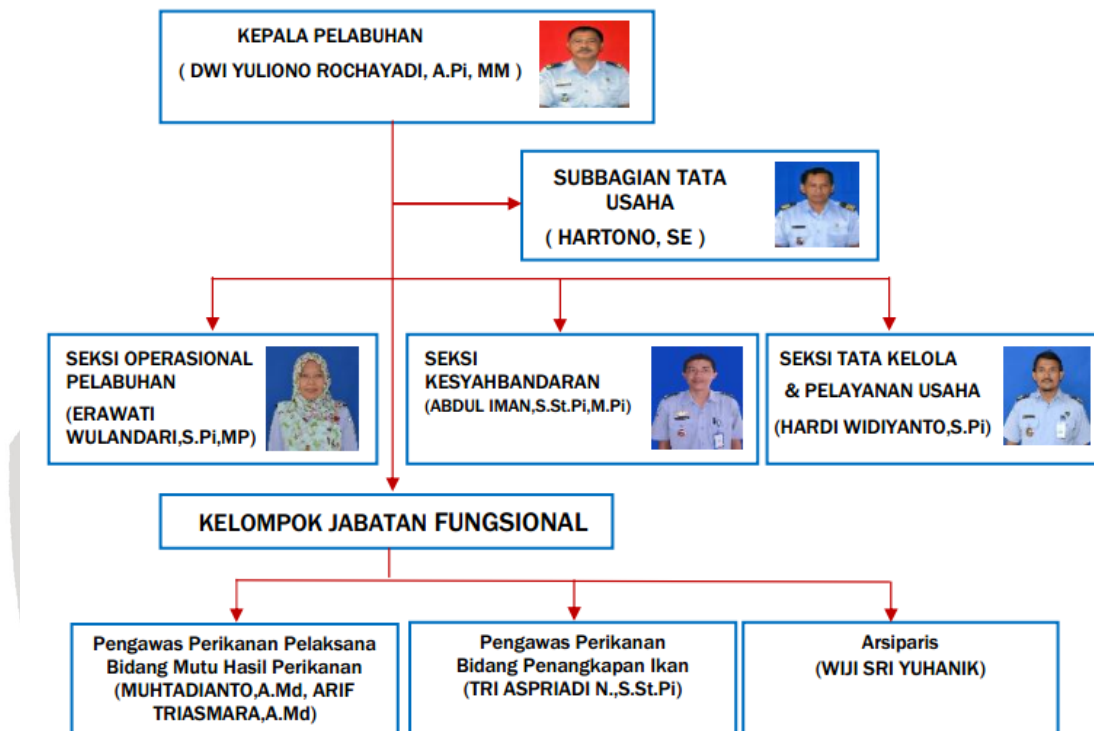 KEPALA PELABUHAN
( DWI YULIONO ROCHAYADI, A.Pi, MM )
SUBBAGIAN TATA
USAHA
( HARTONO, SE )
SEKSI OPERASIONAL
PELABUHAN
(ERAWATI
WULANDARI,S.Pi,MP)
SEKSI
KESYAHBANDARAN
(ABDUL IMAN,S.St.Pi,M.Pi)
SEKSI TATA KELOLA
& PELAYANAN USAHA
(HARDI WIDIYANTO,S.Pi)
KELOMPOK JABATAN FUNGSIONAL
Pengawas Perikanan Pelaksana
Bidang Mutu Hasil Perikanan
(MUHTADIANTO,A.Md, ARIF
TRIASMARA,A.Md)
Pengawas Perikanan
Bidang Penangkapan Ikan
(TRI ASPRIADI N.,S.St.Pi)
Arsiparis
(WIJI SRI YUHANIK)